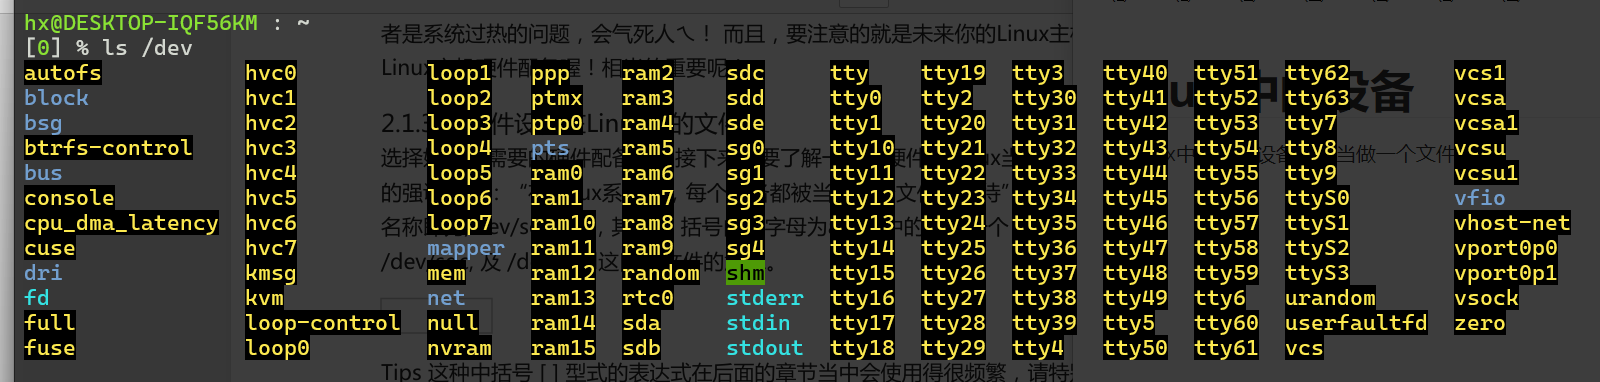 hx@DESKTOP-IQF56KM : ~
[0] % ls /dev
autofs hvc0 loop1 ppp ram2 sdc tty tty19 tty3 tty40 tty51 tty62 vcs1
block hvc1 loop2 ptmx ram3 sdd tty0 tty2 tty30 tty41 tty52 tty63 vcsa
bsg hvc2 loop3 ptp0 ram4 sde tty1 tty20 tty31 tty42 tty53 tty7 vcsa1
btrfs-control hvc3 loop4 pts ram5 sg0 tty10 tty21 tty32 tty43 tty54 tty8 vcsu
bus hvc4 loop5 ram0 ram6 sg1 tty11 tty22 tty33 tty44 tty55 tty9 vcsu1
console hvc5 loop6 ram1 ram7 sg2 tty12 tty23 tty34 tty45 tty56 ttyS0 vfio
cpu_dma_latency hvc6 loop7 ram10 ram8 sg3 tty13 tty24 tty35 tty46 tty57 ttyS1 vhost-net
cuse hvc7 mapper ram11 ram9 sg4 tty14 tty25 tty36 tty47 tty58 ttyS2 vport0p0
dri kmsg mem ram12 random shm tty15 tty26 tty37 tty48 tty59 ttyS3 vport0p1
fd kvm net ram13 rtc0 stderr tty16 tty27 tty38 tty49 tty6 urandom vsock
full loop-control null ram14 sda stdin tty17 tty28 tty39 tty5 tty60 userfaultfd zero
fuse loop0 nvram ram15 sdb stdout tty18 tty29 tty4 tty50 tty61 vcs
者是系统过热的问题，会气死人ㄟ！ 而且，要注意的就是未来你的Linux主
Tips 这种中括号 [ ] 型式的表达式在后面的章节当中会使用得很频繁，请特